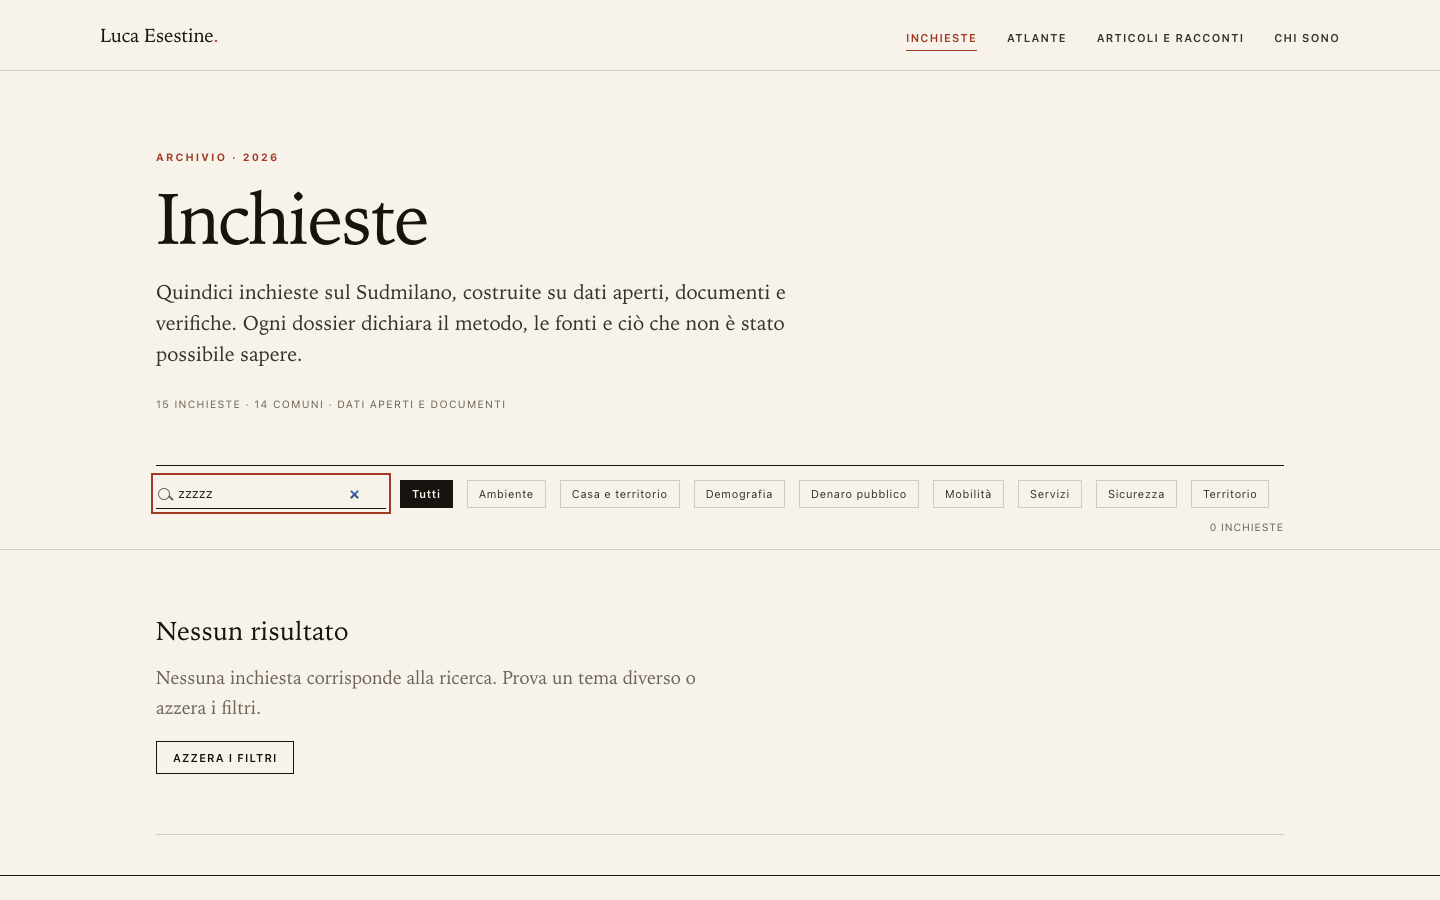 Luca Esestine.
INCHIESTE ATLANTE ARTICOLI E RACCONTI CHI SONO
ARCHIVIO · 2026
Inchieste
Quindici inchieste sul Sudmilano, costruite su dati aperti, documenti e
verifiche. Ogni dossier dichiara il metodo, le fonti e ciò che non è stato
possibile sapere.
15 INCHIESTE · 14 COMUNI · DATI APERTI E DOCUMENTI
zzzzz Tutti Ambiente Casa e territorio Demografia Denaro pubblico Mobilità Servizi Sicurezza Territorio
0 INCHIESTE
Nessun risultato
Nessuna inchiesta corrisponde alla ricerca. Prova un tema diverso o
azzera i filtri.
AZZERA I FILTRI